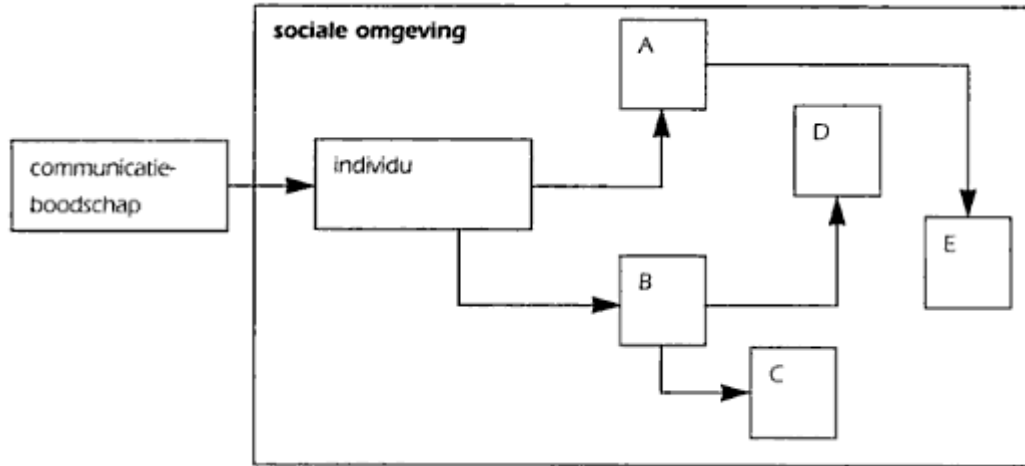 sociale omgeving
A
D
communicatie-
boodschap
individu
E
B
C